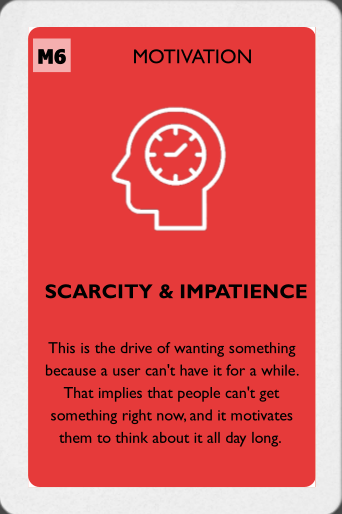 M6
MOTIVATION
SCARCITY & IMPATIENCE
This is the drive of wanting something
because a user can't have it for a while.
That implies that people can't get
something right now, and it motivates
them to think about it all day long.